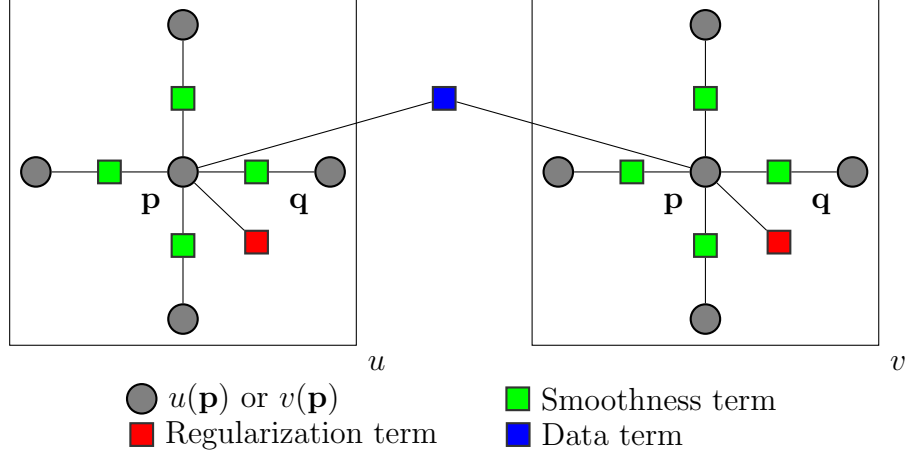 p q p q
u v
u(p) or v(p) Smoothness term
Regularization term Data term